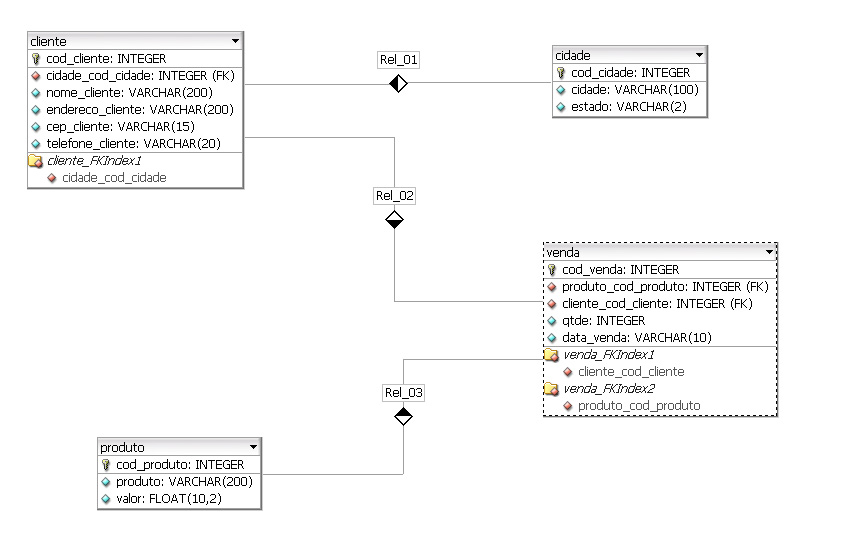 cliente
cod_cliente: INTEGER
cidade_cod_cidade: INTEGER (FK)
nome_cliente: VARCHAR(200)
endereco_cliente: VARCHAR(200)
cep_cliente: VARCHAR(15)
telefone_cliente: VARCHAR(20)
cliente_FKIndex1
cidade_cod_cidade
Rel_01
cidade
cod_cidade: INTEGER
cidade: VARCHAR(100)
estado: VARCHAR(2)
Rel_02
venda
cod_venda: INTEGER
produto_cod_produto: INTEGER (FK)
cliente_cod_cliente: INTEGER (FK)
qtde: INTEGER
data_venda: VARCHAR(10)
venda_FKIndex1
cliente_cod_cliente
venda_FKIndex2
produto_cod_produto
Rel_03
produto
cod_produto: INTEGER
produto: VARCHAR(200)
valor: FLOAT(10,2)